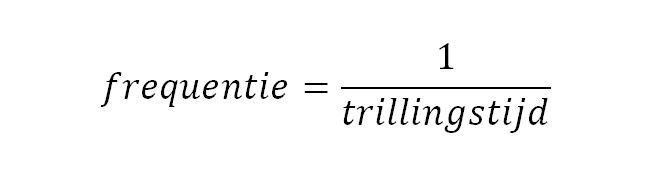 frequentie = 1 / trillingstijd